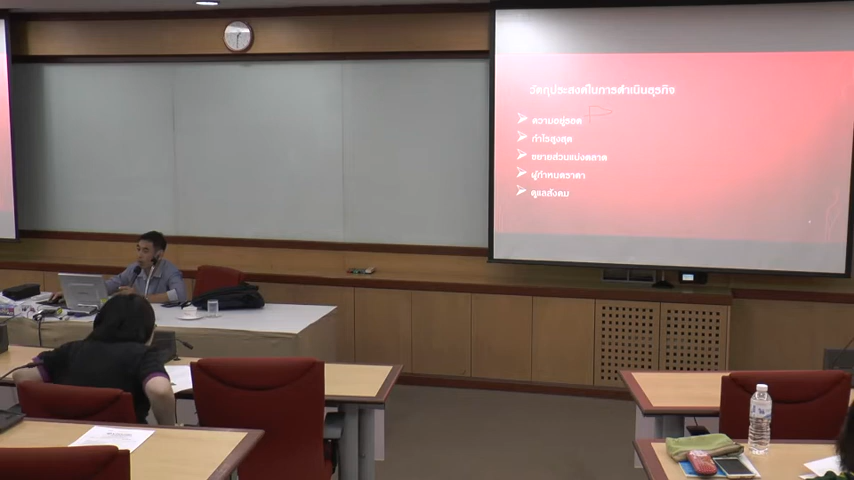 วัตถุประสงค์ในการดำเนินธุรกิจ
ความอยู่รอด
กำไรสูงสุด
ขยายส่วนแบ่งตลาด
ผู้กำหนดราคา
ดูแลสังคม